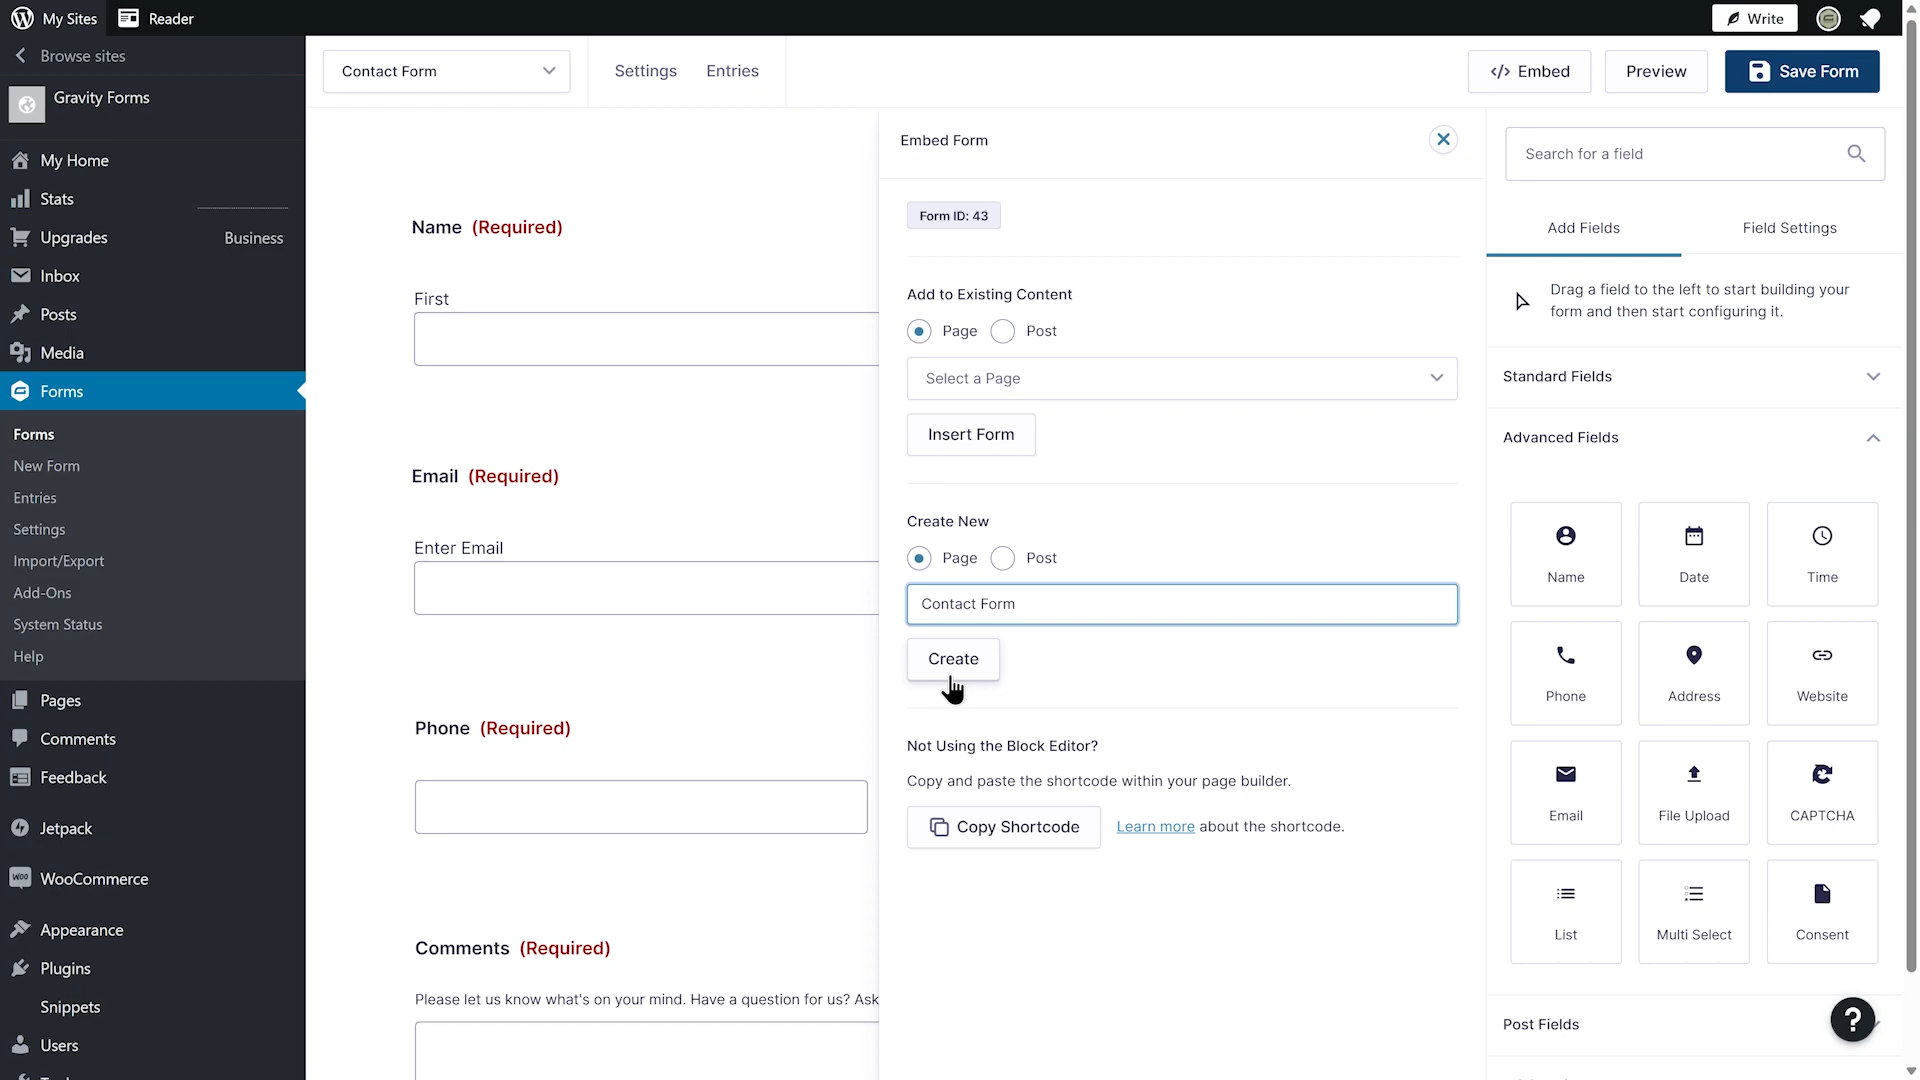 My Sites
Reader
Write
Browse sites
Gravity Forms
My Home
Stats
Upgrades
Business
Inbox
Posts
Media
Forms
Forms
New Form
Entries
Settings
Import/Export
Add-Ons
System Status
Help
Pages
Comments
Feedback
Jetpack
WOO
WooCommerce
Appearance
Plugins
Snippets
Users
Contact Form
Settings
Entries
</> Embed
Preview
Save Form
Name (Required)
First
Email (Required)
Enter Email
Phone (Required)
Comments (Required)
Please let us know what's on your mind. Have a question for us? Ask
Embed Form
Form ID: 43
Add to Existing Content
Page
Post
Select a Page
Insert Form
Create New
Page
Post
Contact Form
Create
Not Using the Block Editor?
Copy and paste the shortcode within your page builder.
Copy Shortcode
Learn more about the shortcode.
Search for a field
Add Fields
Field Settings
Drag a field to the left to start building your
form and then start configuring it.
Standard Fields
Advanced Fields
Name
Date
Time
Phone
Address
Website
Email
File Upload
CAPTCHA
List
Multi Select
Consent
Post Fields
?